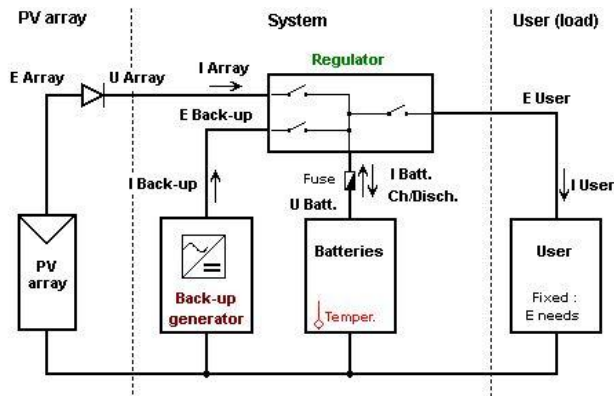 PV array
System
User (load)
E Array
U Array
I Array
Regulator
E Back-up
E User
I Back-up
Fuse
I Batt.
Ch/Disch.
U Batt.
I User
PV
array
Back-up
generator
Batteries
Temper.
User
Fixed :
E needs